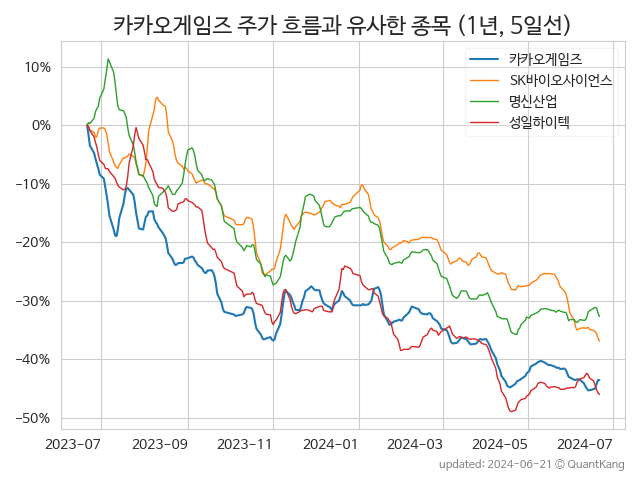 카카오게임즈 주가 흐름과 유사한 종목 (1년, 5일선)
카카오게임즈
SK바이오사이언스
명신산업
성일하이텍
10%
0%
−10%
−20%
−30%
−40%
−50%
2023-07 2023-09 2023-11 2024-01 2024-03 2024-05 2024-07
updated: 2024-06-21 © QuantKang